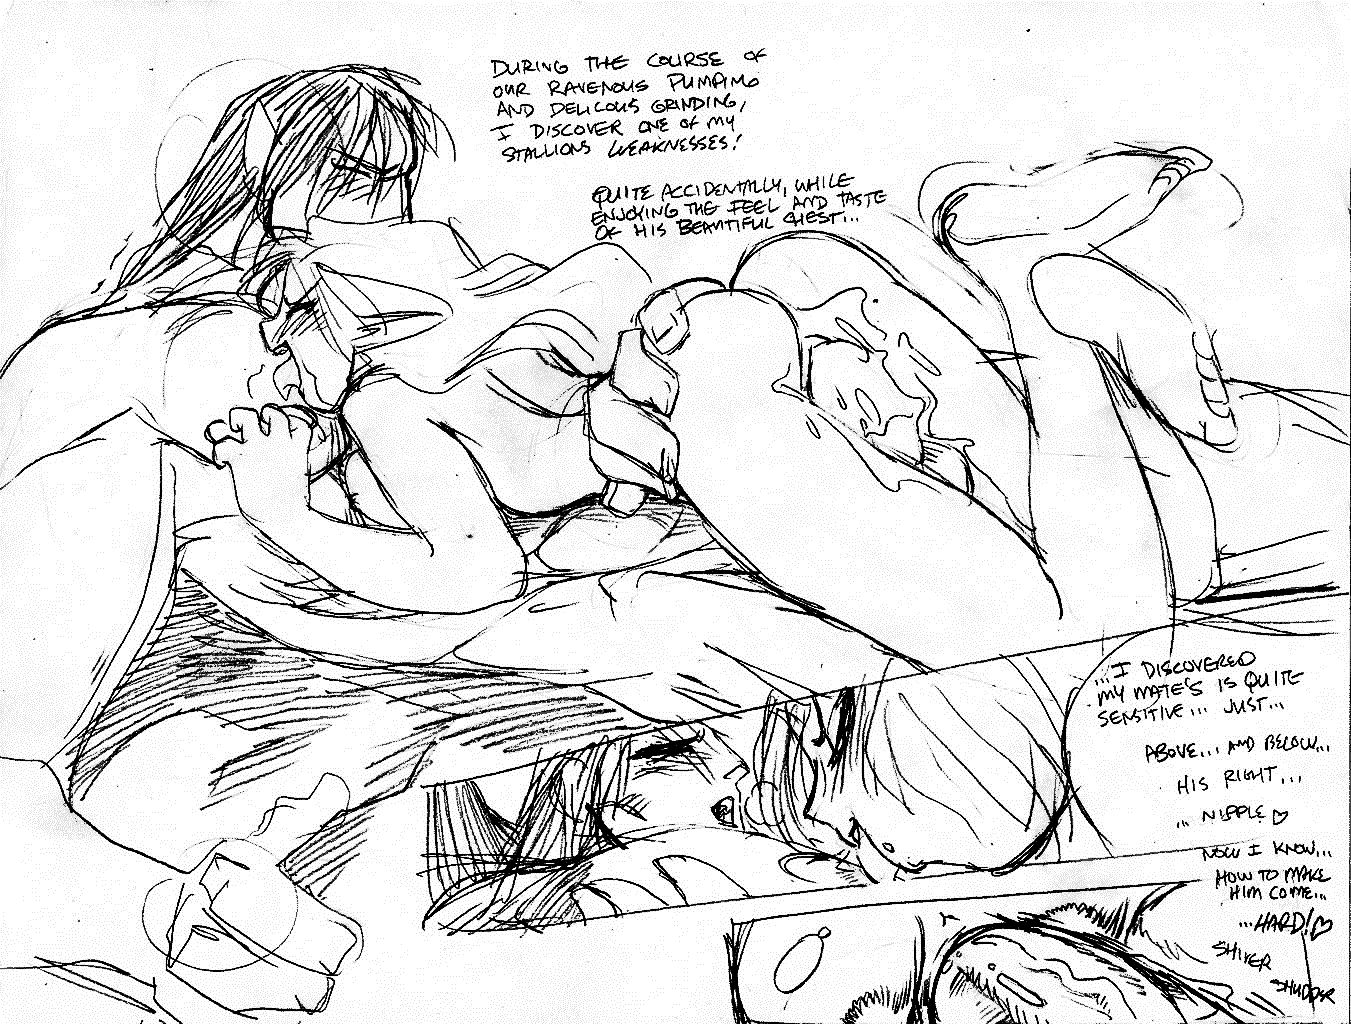 DURING THE COURSE OF
OUR RAVENOUS PUMPING
AND DELICOUS GRINDING,
I DISCOVER ONE OF MY
STALLIONS WEAKNESSES!
QUITE ACCIDENTALLY, WHILE
ENJOYING THE FEEL AND TASTE
OF HIS BEAUTIFUL CHEST...
...I DISCOVERED
MY MATE'S IS QUITE
SENSITIVE... JUST...
ABOVE... AND BELOW...
HIS RIGHT...
.. NIPPLE ♡
NOW I KNOW...
HOW TO MAKE
HIM COME...
...HARD! ♡
SHIVER
SHUDDER